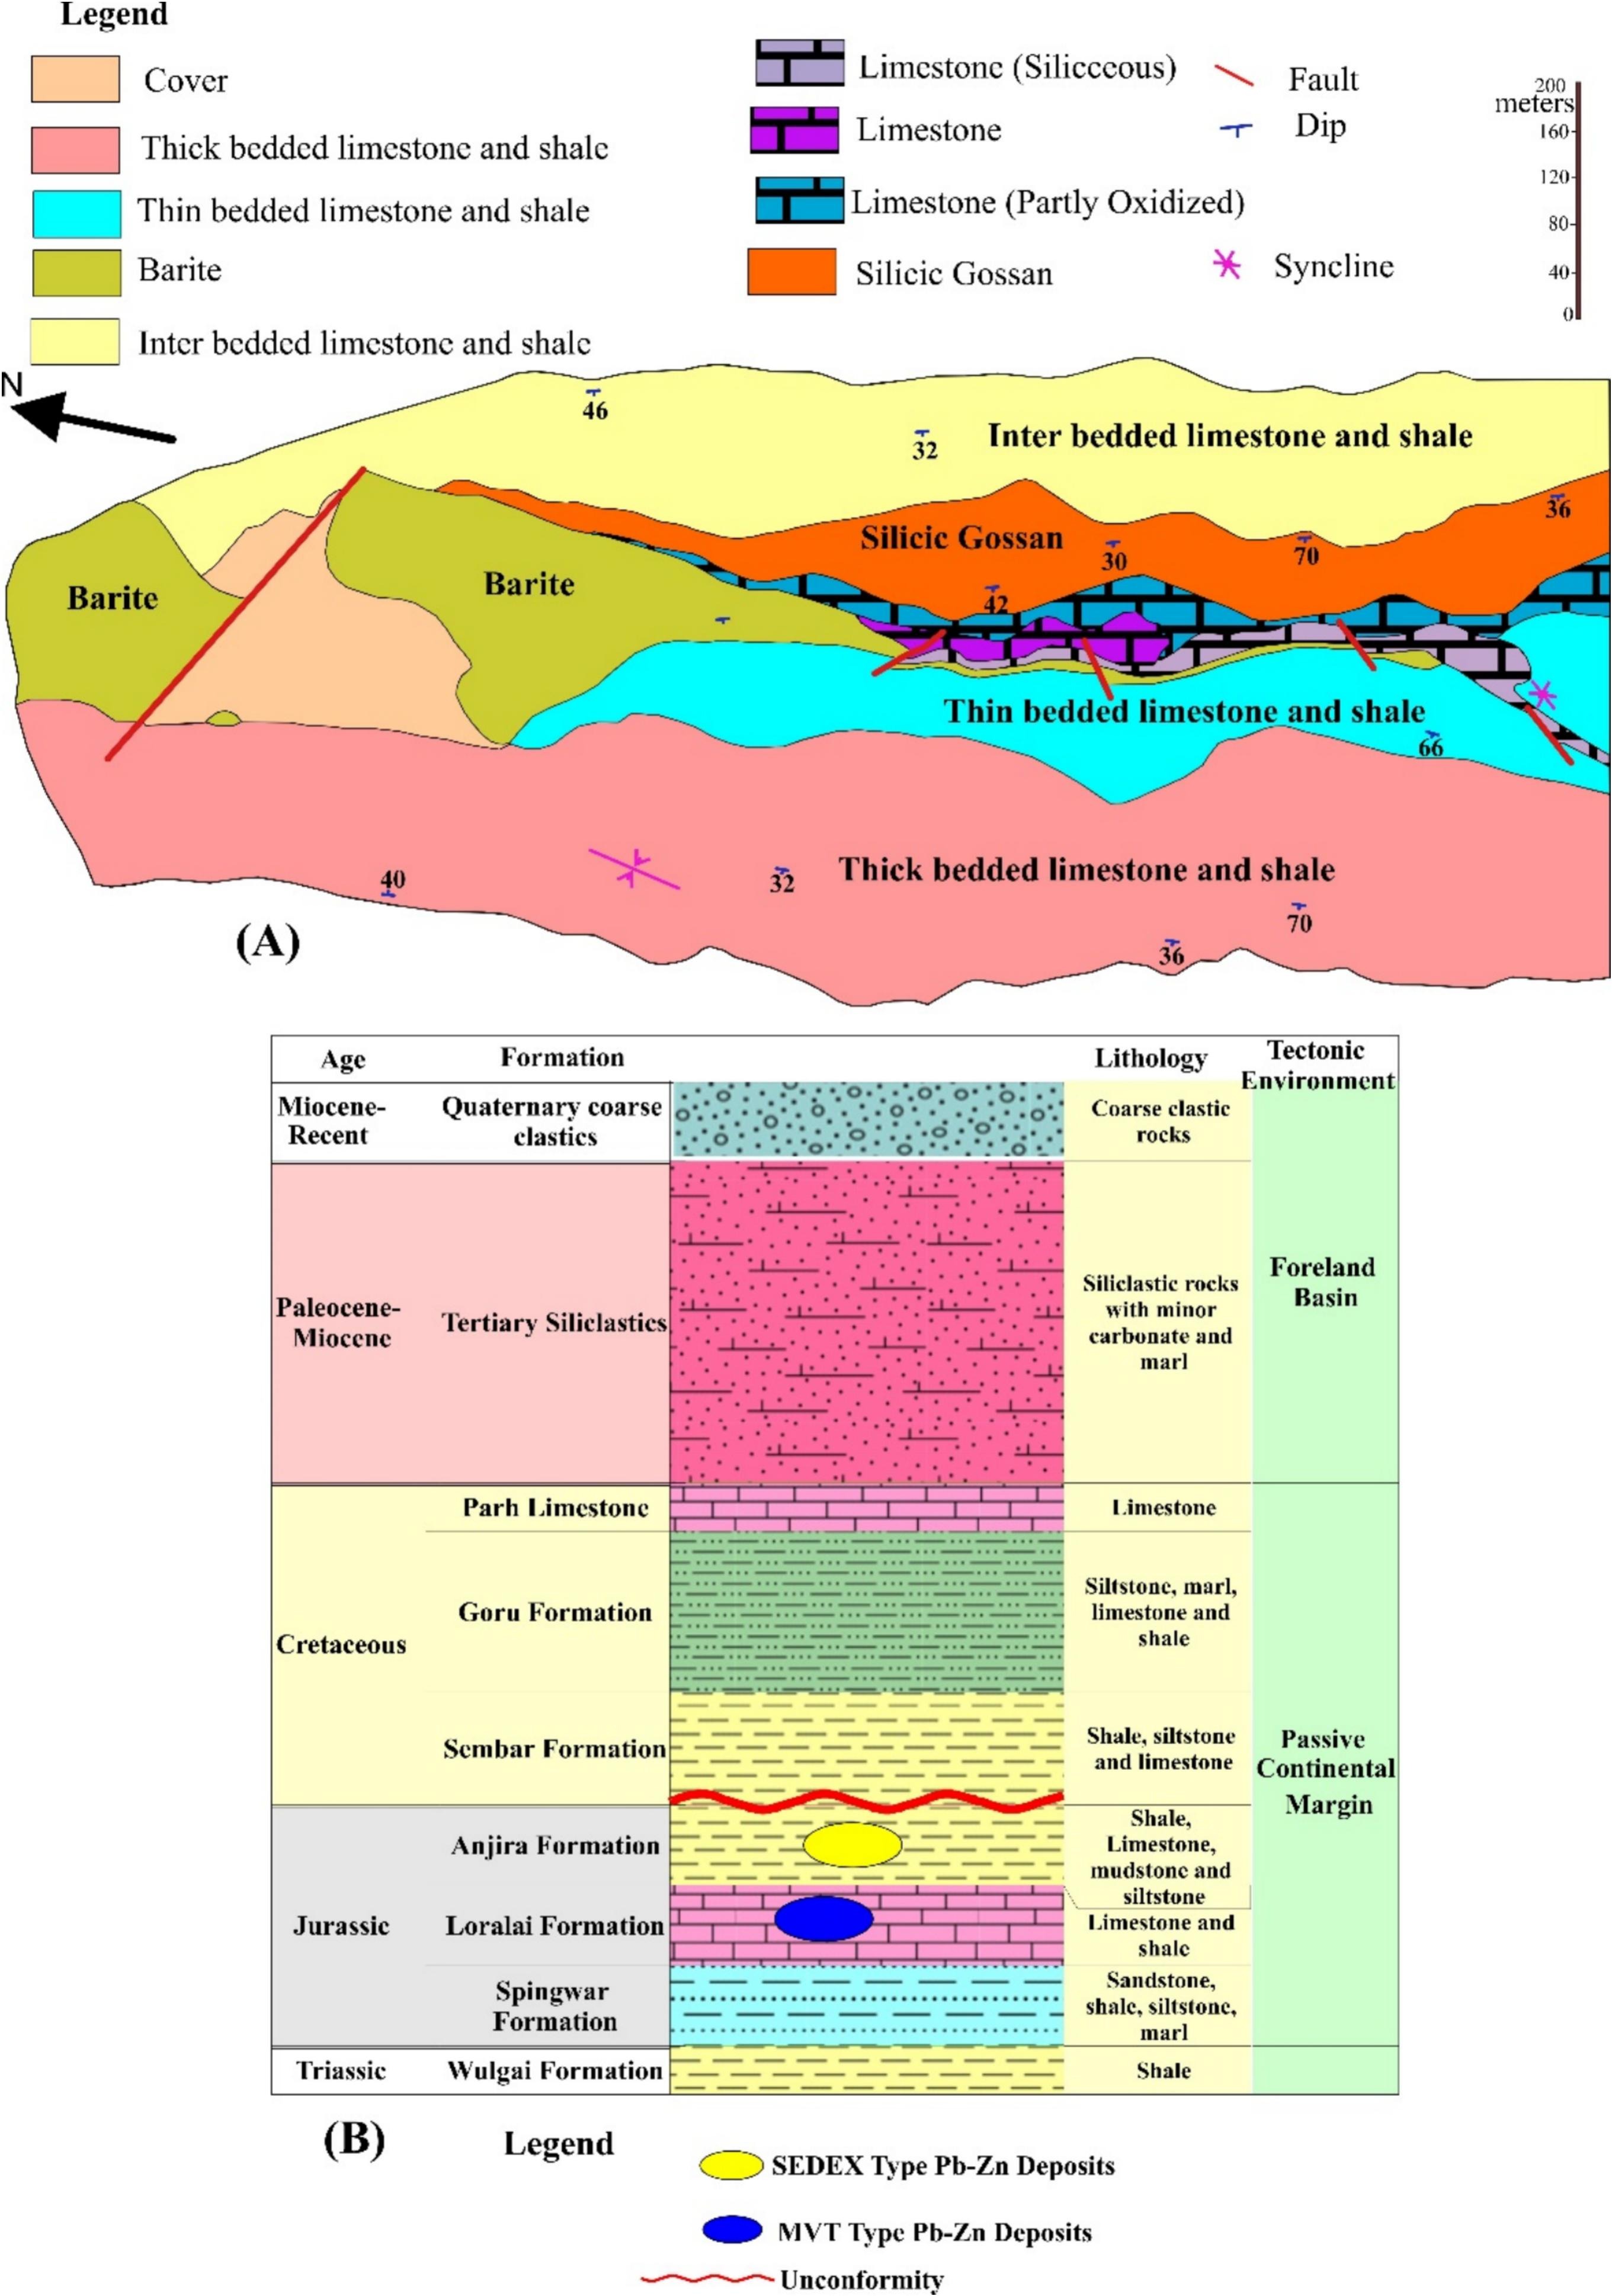 Legend
Cover
Thick bedded limestone and shale
Thin bedded limestone and shale
Barite
Inter bedded limestone and shale
Limestone (Siliceeous)
Limestone
Limestone (Partly Oxidized)
Silicic Gossan
Fault
Dip
Syncline
200
meters
160
120
80
40
0
N
46
32
Inter bedded limestone and shale
36
Silicic Gossan
30
70
42
Barite
Barite
Thin bedded limestone and shale
66
40
32
Thick bedded limestone and shale
70
36
(A)
Age
Formation
Lithology
Tectonic
Environment
Miocene-
Recent
Quaternary coarse
clastics
Coarse clastic
rocks
Paleocene-
Miocene
Tertiary Siliclastics
Siliclastic rocks
with minor
carbonate and
marl
Foreland
Basin
Cretaceous
Parh Limestone
Limestone
Goru Formation
Siltstone, marl,
limestone and
shale
Sembar Formation
Shale, siltstone
and limestone
Passive
Continental
Margin
Jurassic
Anjira Formation
Shale,
Limestone,
mudstone and
siltstone
Loralai Formation
Limestone and
shale
Spingwar
Formation
Sandstone,
shale, siltstone,
marl
Triassic
Wulgai Formation
Shale
(B)
Legend
SEDEX Type Pb-Zn Deposits
MVT Type Pb-Zn Deposits
Unconformity